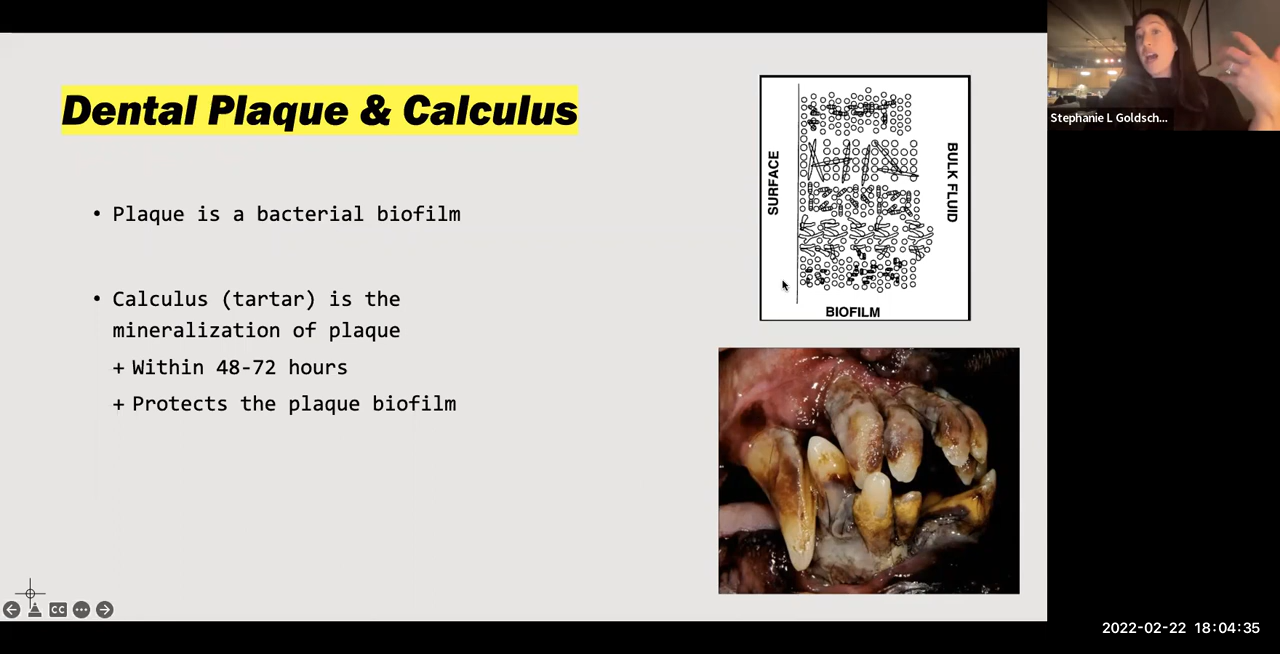 Dental Plaque & Calculus
• Plaque is a bacterial biofilm
• Calculus (tartar) is the
mineralization of plaque
+ Within 48-72 hours
+ Protects the plaque biofilm
SURFACE
BULK FLUID
BIOFILM
Stephanie L Goldsch...
CC
2022-02-22 18:04:35